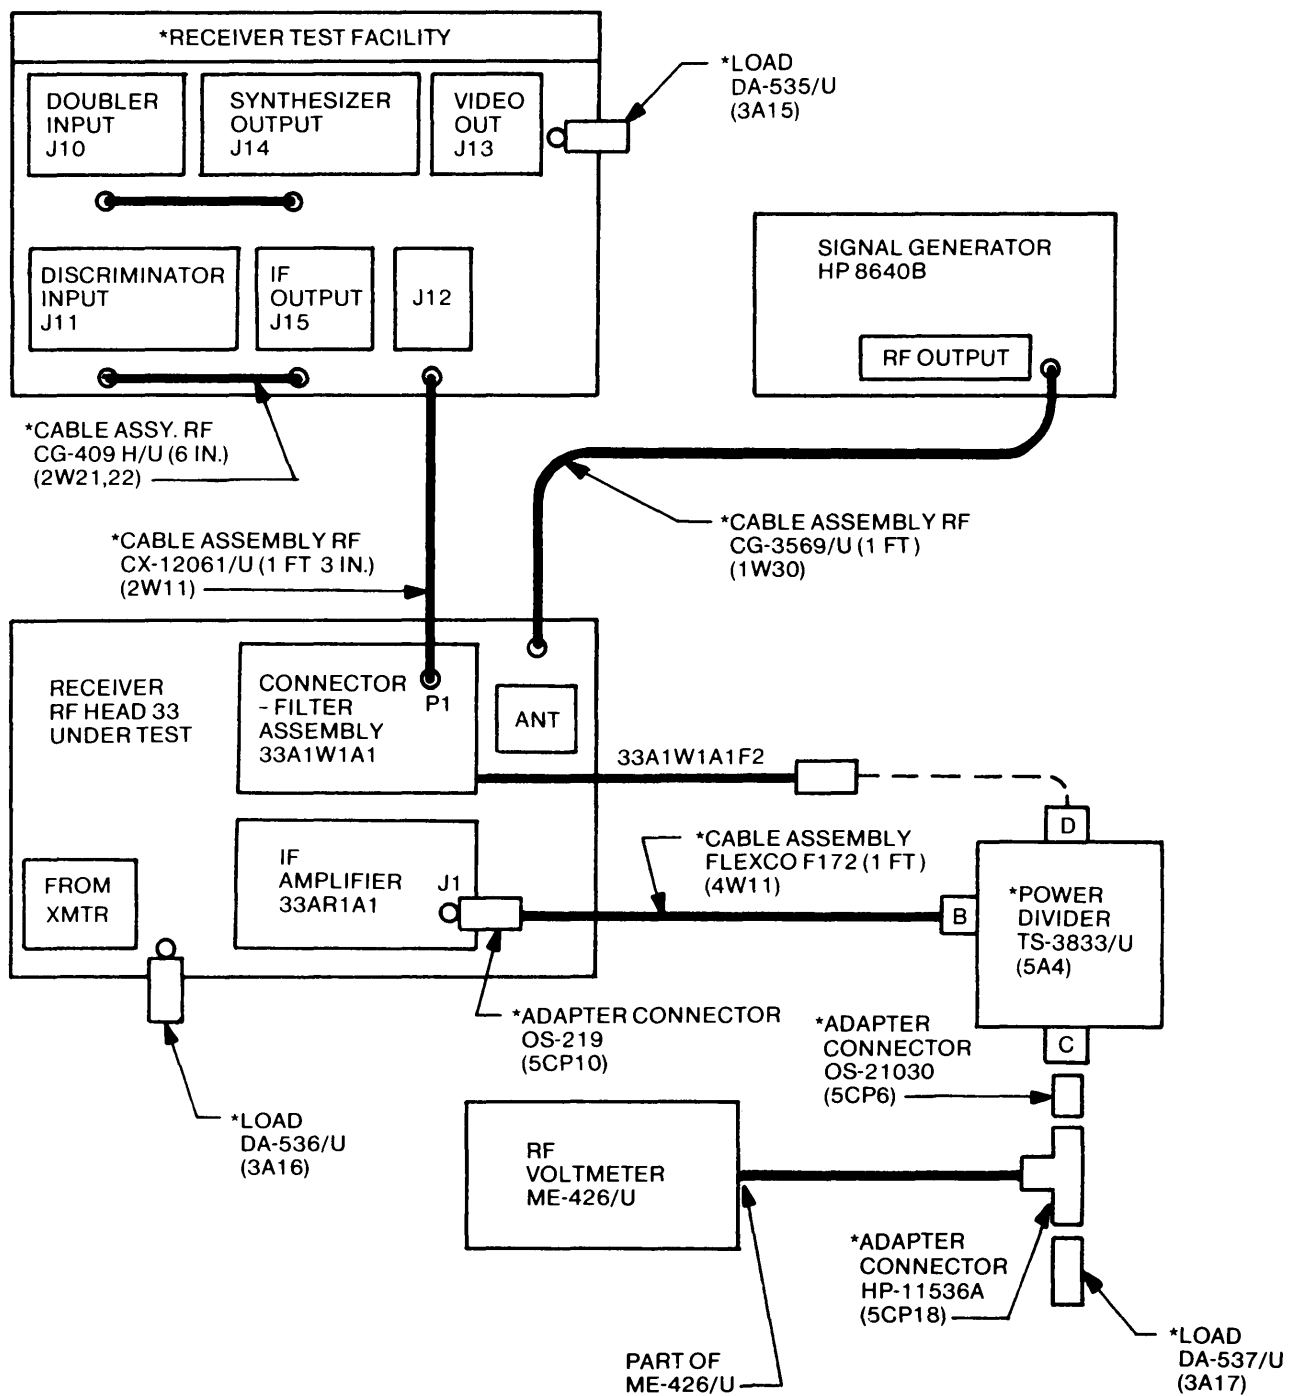 *RECEIVER TEST FACILITY
DOUBLER
INPUT
J10
SYNTHESIZER
OUTPUT
J14
VIDEO
OUT
J13
*LOAD
DA-535/U
(3A15)
DISCRIMINATOR
INPUT
J11
IF
OUTPUT
J15
J12
SIGNAL GENERATOR
HP 8640B
RF OUTPUT
*CABLE ASSY. RF
CG-409 H/U (6 IN.)
(2W21,22)
*CABLE ASSEMBLY RF
CX-12061/U (1 FT 3 IN.)
(2W11)
*CABLE ASSEMBLY RF
CG-3569/U (1 FT)
(1W30)
RECEIVER
RF HEAD 33
UNDER TEST
CONNECTOR
- FILTER
ASSEMBLY
33A1W1A1
P1
ANT
33A1W1A1F2
D
FROM
XMTR
IF
AMPLIFIER
33AR1A1
J1
*CABLE ASSEMBLY
FLEXCO F172 (1 FT)
(4W11)
B
*POWER
DIVIDER
TS-3833/U
(5A4)
C
*ADAPTER CONNECTOR
OS-219
(5CP10)
*ADAPTER
CONNECTOR
OS-21030
(5CP6)
*LOAD
DA-536/U
(3A16)
RF
VOLTMETER
ME-426/U
*ADAPTER
CONNECTOR
HP-11536A
(5CP18)
PART OF
ME-426/U
*LOAD
DA-537/U
(3A17)